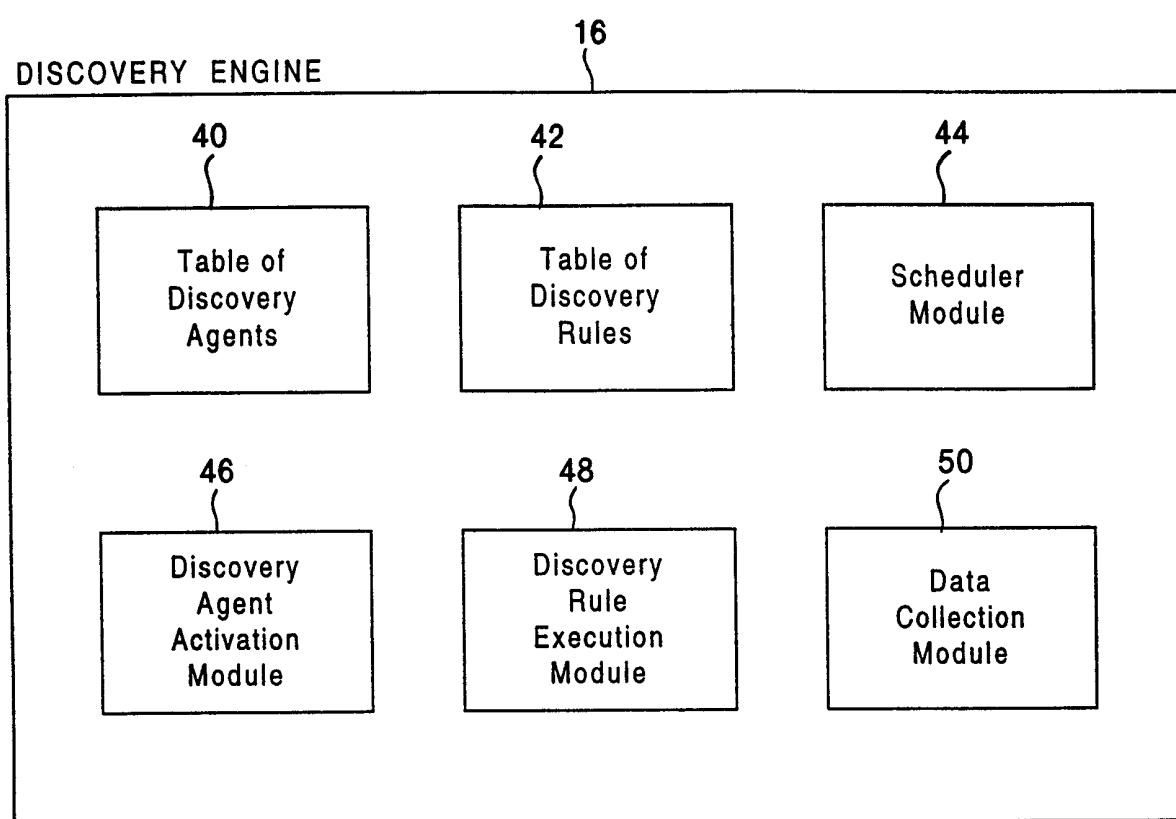 16
DISCOVERY ENGINE
40
42
44
Table of
Discovery
Agents
Table of
Discovery
Rules
Scheduler
Module
46
48
50
Discovery
Agent
Activation
Module
Discovery
Rule
Execution
Module
Data
Collection
Module